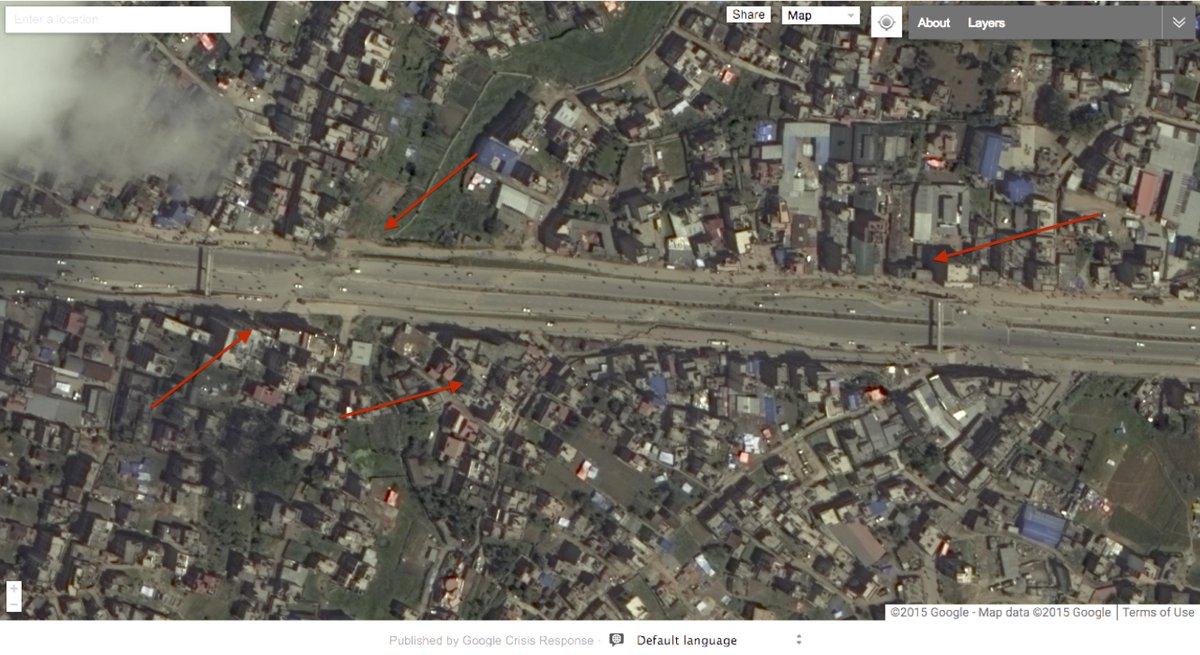 Enter a location
Share
Map
About Layers
©2015 Google - Map data ©2015 Google Terms of Use
Published by Google Crisis Response · Default language